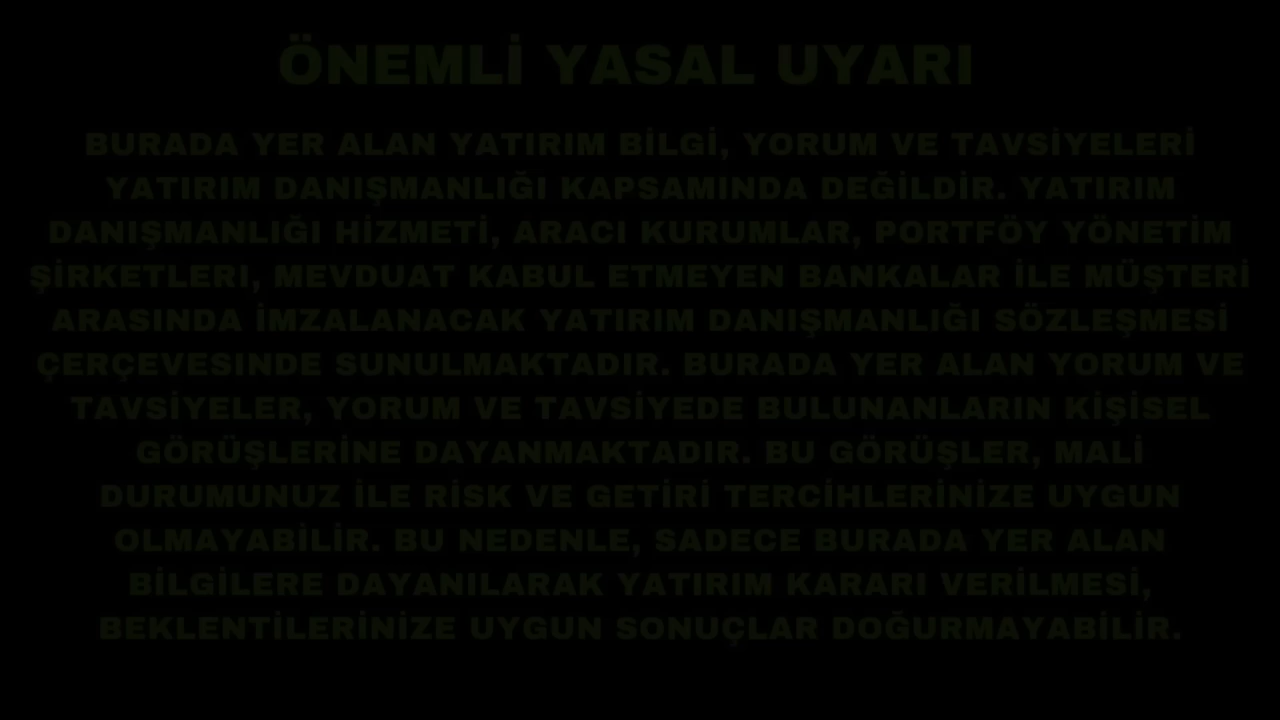 ÖNEMLİ YASAL UYARI
BURADA YER ALAN YATIRIM BİLGİ, YORUM VE TAVSİYELERİ
YATIRIM DANIŞMANLIĞI KAPSAMINDA DEĞİLDİR. YATIRIM
DANIŞMANLIĞI HİZMETİ, ARACI KURUMLAR, PORTFÖY YÖNETİM
ŞİRKETLERI, MEVDUAT KABUL ETMEYEN BANKALAR İLE MÜŞTERİ
ARASINDA İMZALANACAK YATIRIM DANIŞMANLIĞI SÖZLEŞMESİ
ÇERÇEVESINDE SUNULMAKTADIR. BURADA YER ALAN YORUM VE
TAVSİYELER, YORUM VE TAVSİYEDE BULUNANLARIN KİŞİSEL
GÖRÜŞLERİNE DAYANMAKTADIR. BU GÖRÜŞLER, MALİ
DURUMUNUZ İLE RİSK VE GETİRİ TERCİHLERİNİZE UYGUN
OLMAYABİLİR. BU NEDENLE, SADECE BURADA YER ALAN
BİLGİLERE DAYANILARAK YATIRIM KARARI VERİLMESİ,
BEKLENTİLERİNİZE UYGUN SONUÇLAR DOĞURMAYABİLİR.